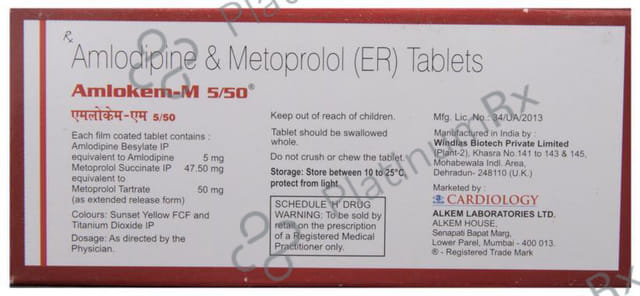 Rx
Amlodipine & Metoprolol (ER) Tablets
Amlokem-M 5/50®
एमलोकेम-एम 5/50
Each film coated tablet contains :
Amlodipine Besylate IP
equivalent to Amlodipine 5 mg
Metoprolol Succinate IP 47.50 mg
equivalent to
Metoprolol Tartrate 50 mg
(as extended release form)
Colours: Sunset Yellow FCF and
Titanium Dioxide IP
Dosage: As directed by the
Physician.
Keep out of reach of children.
Tablet should be swallowed
whole.
Do not crush or chew the tablet.
Storage: Store between 10 to 25°C,
protect from light.
SCHEDULE 'H' DRUG
WARNING: To be sold by
retail on the prescription
of a Registered Medical
Practitioner only.
Mfg. Lic. No.: 34/UA/2013
Manufactured in India by :
Windlas Biotech Private Limited
(Plant-2), Khasra No.141 to 143 & 145,
Mohabewala Indl. Area,
Dehradun- 248110 (U.K.)
Marketed by :
CARDIOLOGY
ALKEM LABORATORIES LTD.
ALKEM HOUSE,
Senapati Bapat Marg,
Lower Parel, Mumbai - 400 013.
® - Registered Trade Mark
PlatinumRx